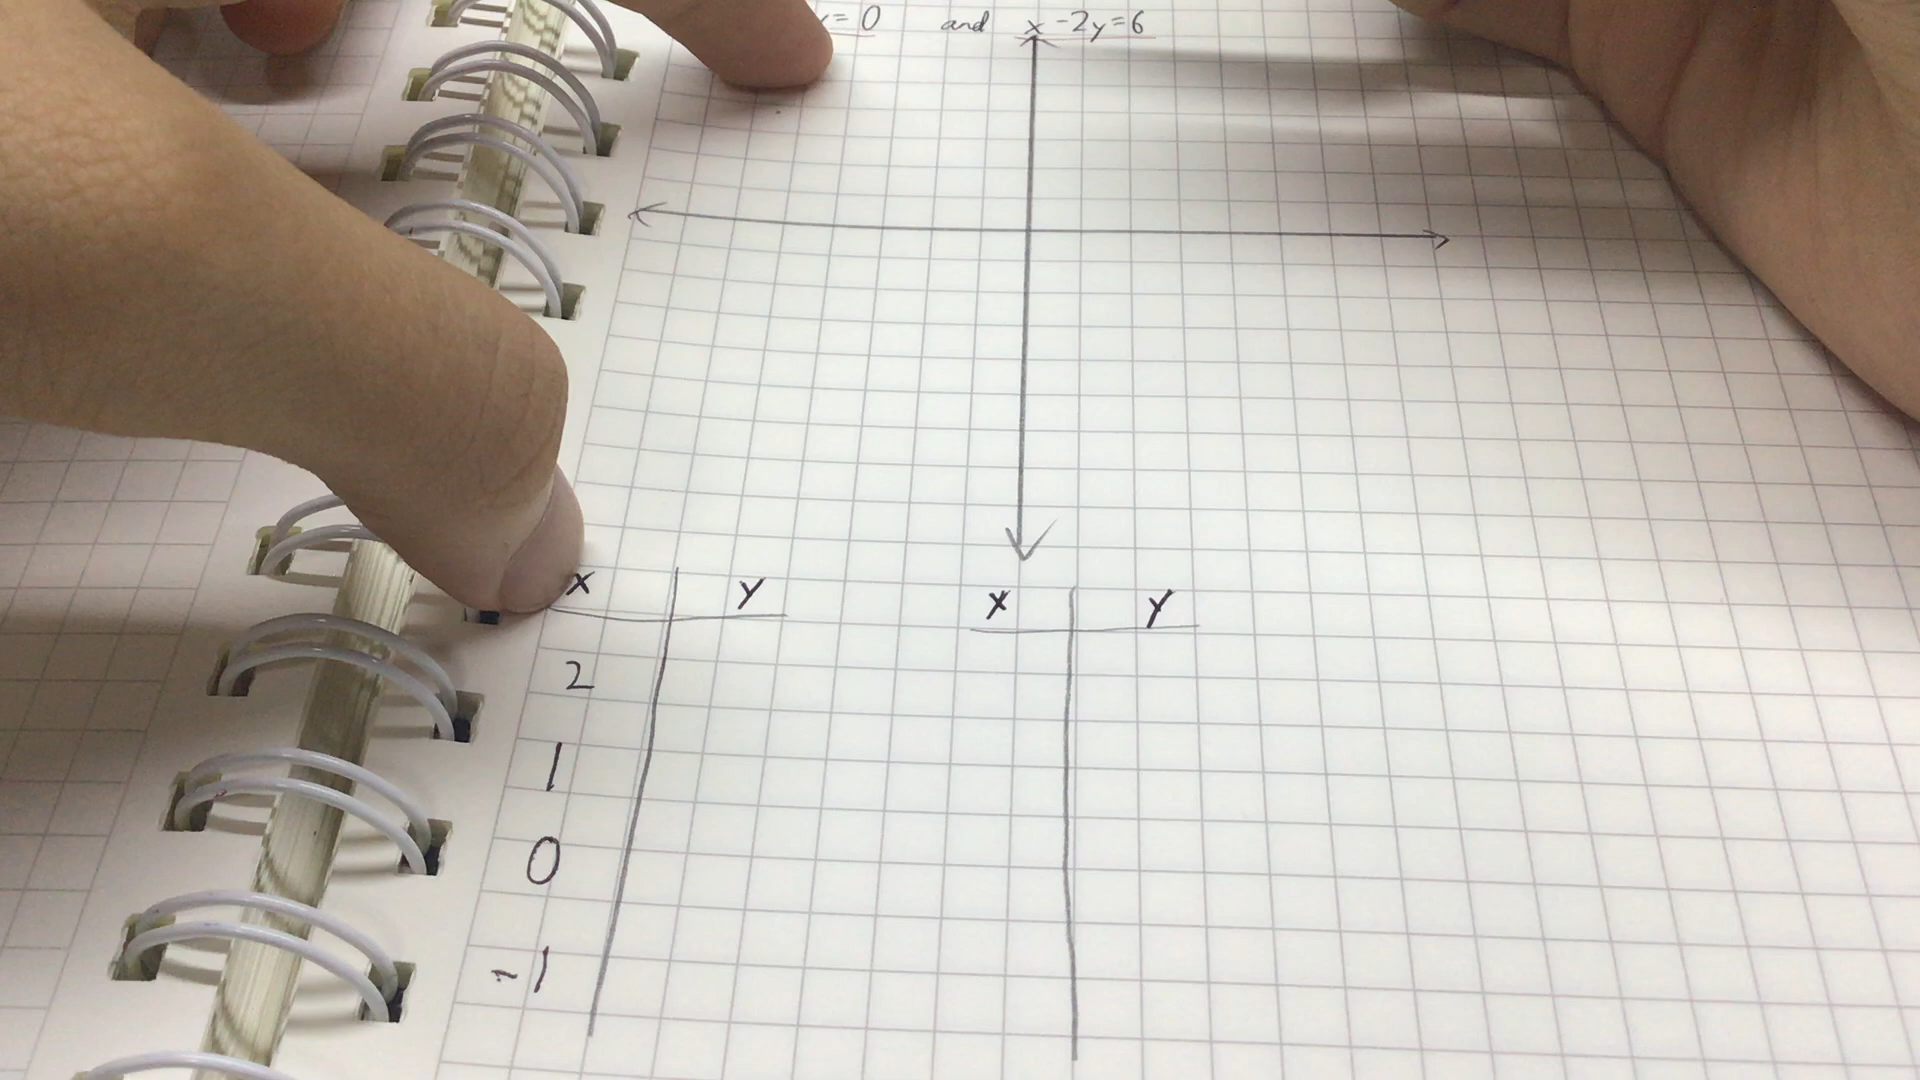 y = 0 and x - 2y = 6
x y
2
1
0
-1
x y